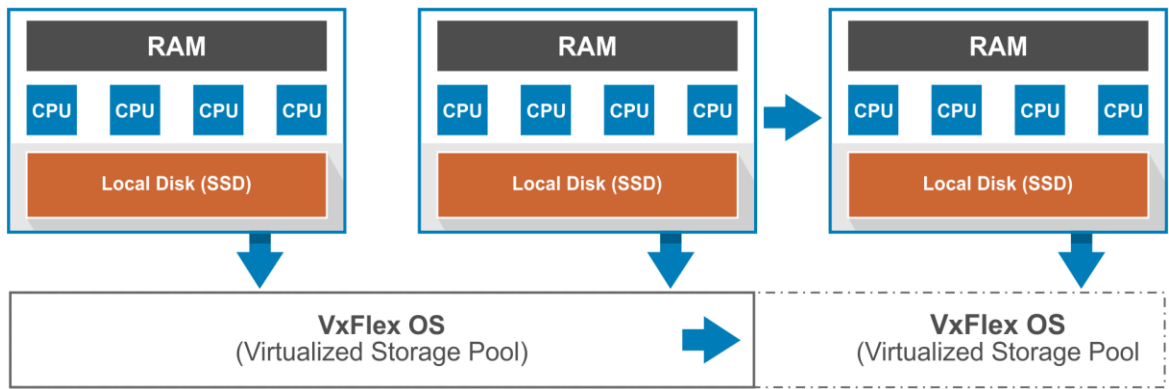 RAM
CPU CPU CPU CPU
Local Disk (SSD)
RAM
CPU CPU CPU CPU
Local Disk (SSD)
RAM
CPU CPU CPU CPU
Local Disk (SSD)
VxFlex OS
(Virtualized Storage Pool)
VxFlex OS
(Virtualized Storage Pool